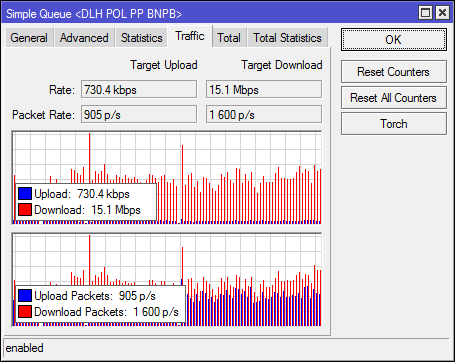 Simple Queue <DLH POL PP BNPB>
General Advanced Statistics Traffic Total Total Statistics
Target Upload Target Download
Rate: 730.4 kbps 15.1 Mbps
Packet Rate: 905 p/s 1 600 p/s
Upload: 730.4 kbps
Download: 15.1 Mbps
Upload Packets: 905 p/s
Download Packets: 1 600 p/s
OK
Reset Counters
Reset All Counters
Torch
enabled